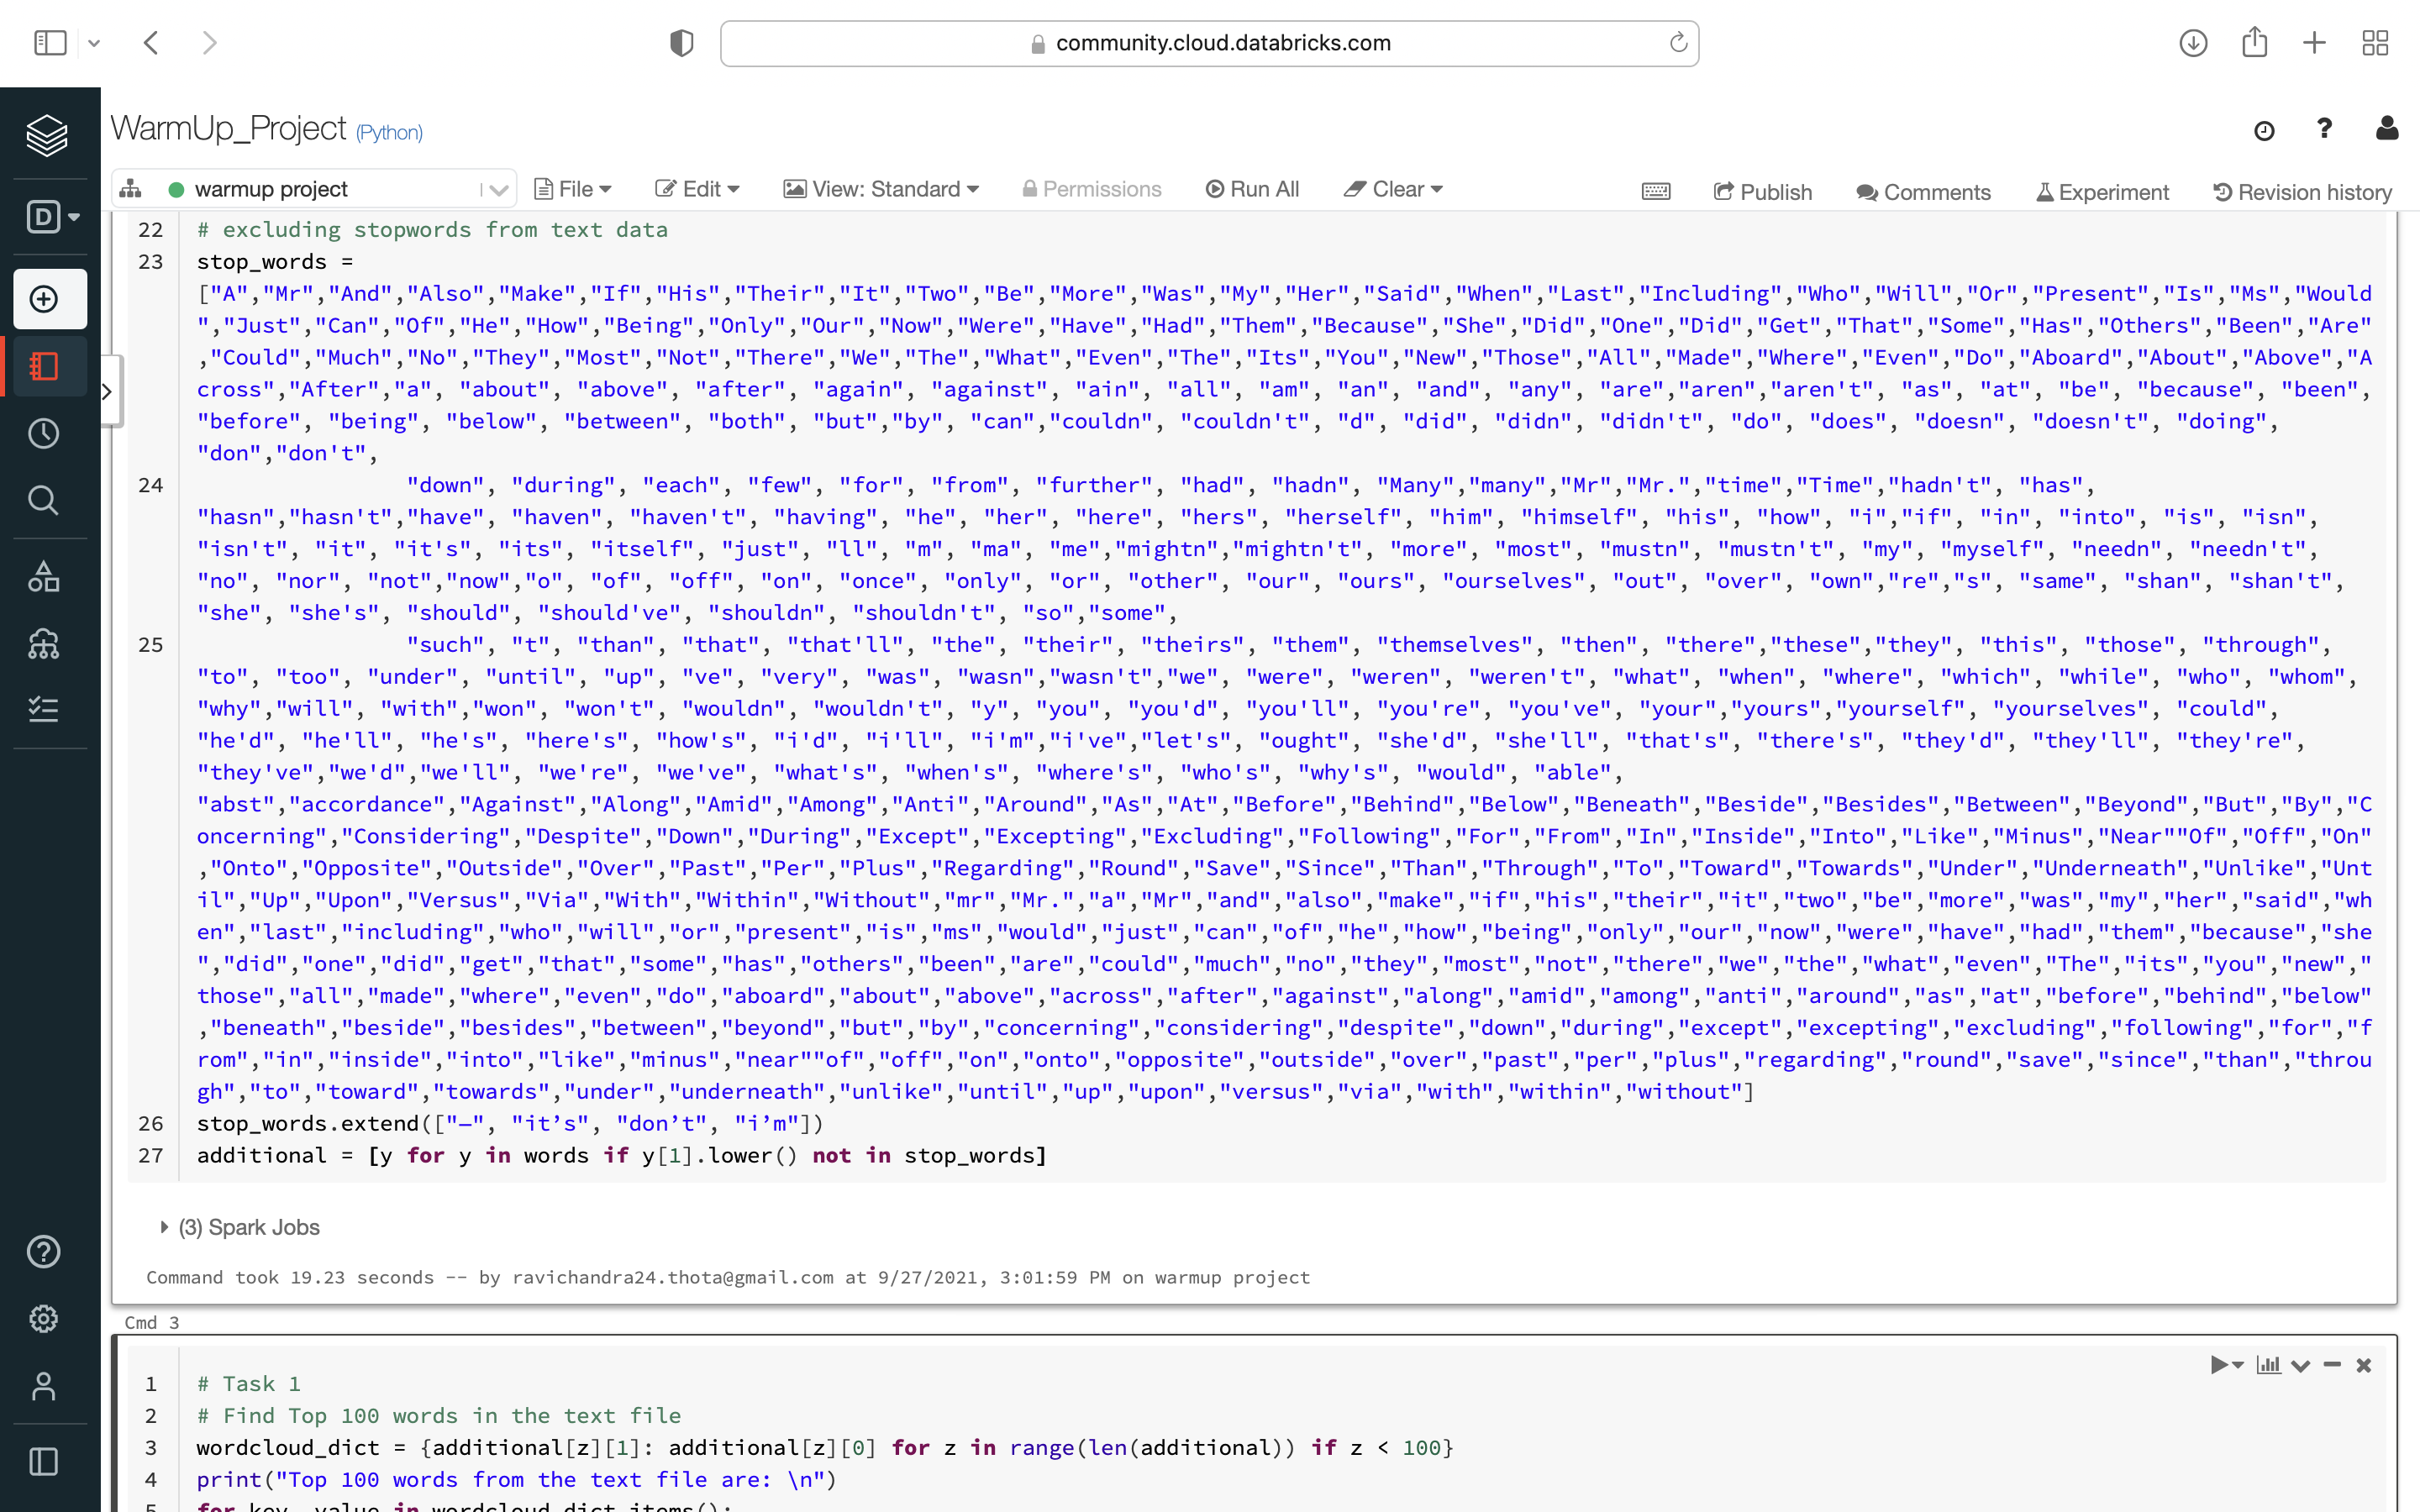 community.cloud.databricks.com
WarmUp_Project (Python)
warmup project
File
Edit
View: Standard
Permissions
Run All
Clear
Publish
Comments
Experiment
Revision history
D
22 # excluding stopwords from text data
23 stop_words =
["A","Mr","And","Also","Make","If","His","Their","It","Two","Be","More","Was","My","Her","Said","When","Last","Including","Who","Will","Or","Present","Is","Ms","Would
","Just","Can","Of","He","How","Being","Only","Our","Now","Were","Have","Had","Them","Because","She","Did","One","Did","Get","That","Some","Has","Others","Been","Are"
,"Could","Much","No","They","Most","Not","There","We","The","What","Even","The","Its","You","New","Those","All","Made","Where","Even","Do","Aboard","About","Above","A
cross","After","a", "about", "above", "after", "again", "against", "ain", "all", "am", "an", "and", "any", "are","aren","aren't", "as", "at", "be", "because", "been",
"before", "being", "below", "between", "both", "but","by", "can","couldn", "couldn't", "d", "did", "didn", "didn't", "do", "does", "doesn", "doesn't", "doing",
"don","don't",
24 "down", "during", "each", "few", "for", "from", "further", "had", "hadn", "Many","many","Mr","Mr.","time","Time","hadn't", "has",
"hasn","hasn't","have", "haven", "haven't", "having", "he", "her", "here", "hers", "herself", "him", "himself", "his", "how", "i","if", "in", "into", "is", "isn",
"isn't", "it", "it's", "its", "itself", "just", "ll", "m", "ma", "me","mightn","mightn't", "more", "most", "mustn", "mustn't", "my", "myself", "needn", "needn't",
"no", "nor", "not","now","o", "of", "off", "on", "once", "only", "or", "other", "our", "ours", "ourselves", "out", "over", "own","re","s", "same", "shan", "shan't",
"she", "she's", "should", "should've", "shouldn", "shouldn't", "so","some",
25 "such", "t", "than", "that", "that'll", "the", "their", "theirs", "them", "themselves", "then", "there","these","they", "this", "those", "through",
"to", "too", "under", "until", "up", "ve", "very", "was", "wasn","wasn't","we", "were", "weren", "weren't", "what", "when", "where", "which", "while", "who", "whom",
"why","will", "with","won", "won't", "wouldn", "wouldn't", "y", "you", "you'd", "you'll", "you're", "you've", "your","yours","yourself", "yourselves", "could",
"he'd", "he'll", "he's", "here's", "how's", "i'd", "i'll", "i'm","i've","let's", "ought", "she'd", "she'll", "that's", "there's", "they'd", "they'll", "they're",
"they've","we'd","we'll", "we're", "we've", "what's", "when's", "where's", "who's", "why's", "would", "able",
"abst","accordance","Against","Along","Amid","Among","Anti","Around","As","At","Before","Behind","Below","Beneath","Beside","Besides","Between","Beyond","But","By","C
oncerning","Considering","Despite","Down","During","Except","Excepting","Excluding","Following","For","From","In","Inside","Into","Like","Minus","Near""Of","Off","On"
,"Onto","Opposite","Outside","Over","Past","Per","Plus","Regarding","Round","Save","Since","Than","Through","To","Toward","Towards","Under","Underneath","Unlike","Unt
il","Up","Upon","Versus","Via","With","Within","Without","mr","Mr.","a","Mr","and","also","make","if","his","their","it","two","be","more","was","my","her","said","wh
en","last","including","who","will","or","present","is","ms","would","just","can","of","he","how","being","only","our","now","were","have","had","them","because","she
","did","one","did","get","that","some","has","others","been","are","could","much","no","they","most","not","there","we","the","what","even","The","its","you","new","
those","all","made","where","even","do","aboard","about","above","across","after","against","along","amid","among","anti","around","as","at","before","behind","below"
,"beneath","beside","besides","between","beyond","but","by","concerning","considering","despite","down","during","except","excepting","excluding","following","for","f
rom","in","inside","into","like","minus","near""of","off","on","onto","opposite","outside","over","past","per","plus","regarding","round","save","since","than","throu
gh","to","toward","towards","under","underneath","unlike","until","up","upon","versus","via","with","within","without"]
26 stop_words.extend(["—", "it’s", "don’t", "i’m"])
27 additional = [y for y in words if y[1].lower() not in stop_words]
(3) Spark Jobs
Command took 19.23 seconds -- by ravichandra24.thota@gmail.com at 9/27/2021, 3:01:59 PM on warmup project
Cmd 3
1 # Task 1
2 # Find Top 100 words in the text file
3 wordcloud_dict = {additional[z][1]: additional[z][0] for z in range(len(additional)) if z < 100}
4 print("Top 100 words from the text file are: \n")
5 for key, value in wordcloud_dict.items():